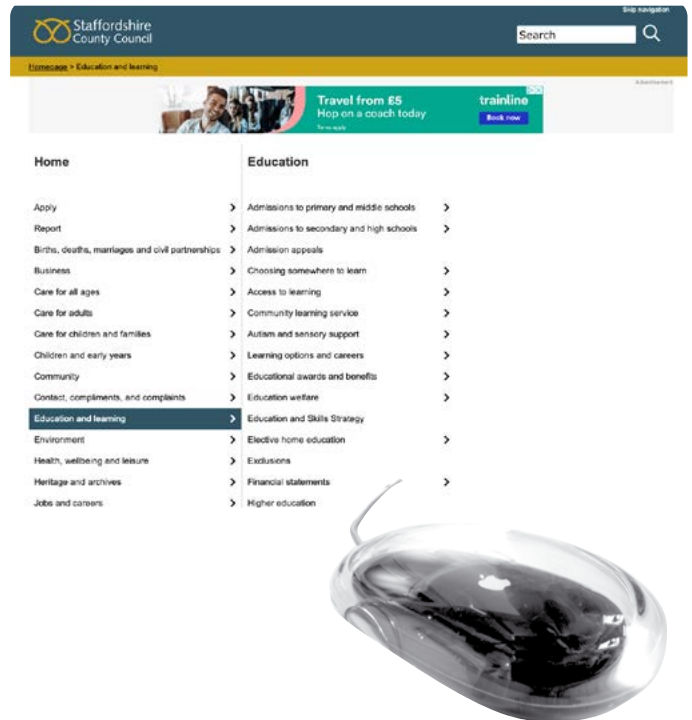 Skip navigation
Staffordshire
County Council
Search
Homepage > Education and learning
Advertisement
Travel from £5
Hop on a coach today
Ts+cs apply
trainline
Book now
Home
Apply
Report
Births, deaths, marriages and civil partnerships
Business
Care for all ages
Care for adults
Care for children and families
Children and early years
Community
Contact, compliments, and complaints
Education and learning
Environment
Health, wellbeing and leisure
Heritage and archives
Jobs and careers
Education
Admissions to primary and middle schools
Admissions to secondary and high schools
Admission appeals
Choosing somewhere to learn
Access to learning
Community learning service
Autism and sensory support
Learning options and careers
Educational awards and benefits
Education welfare
Education and Skills Strategy
Elective home education
Exclusions
Financial statements
Higher education